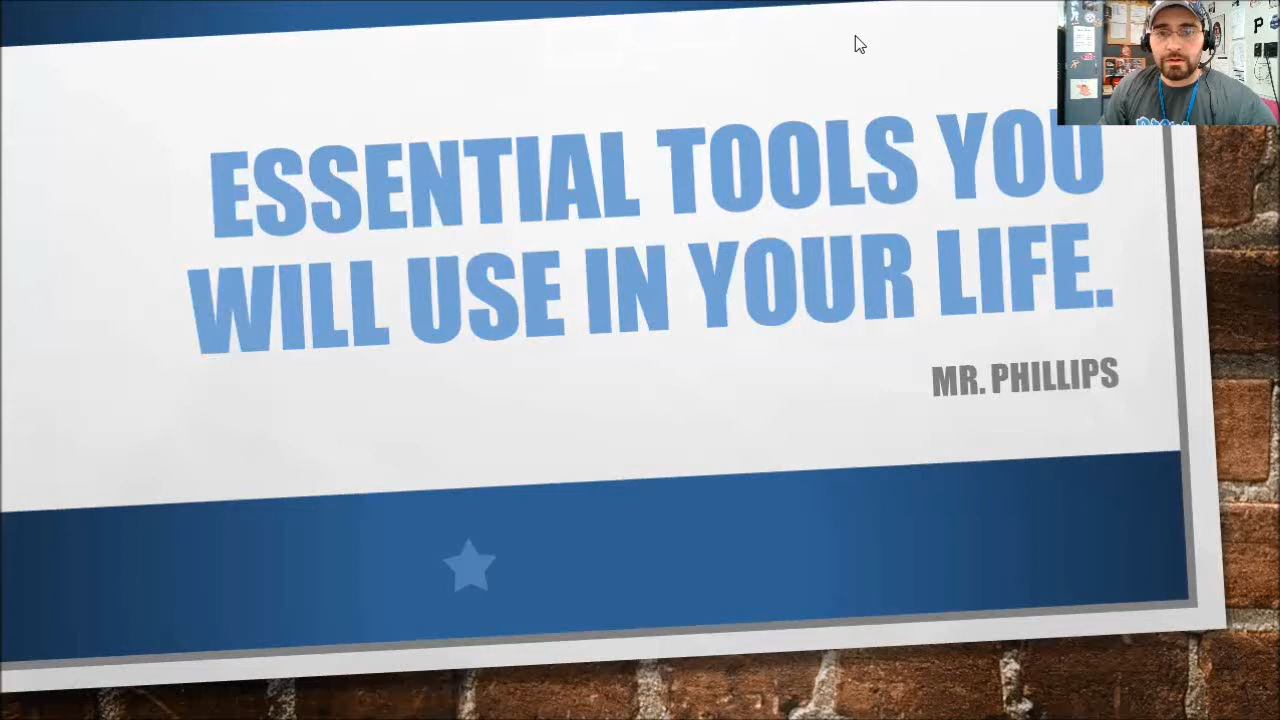 ESSENTIAL TOOLS YOU
WILL USE IN YOUR LIFE.
MR. PHILLIPS
P